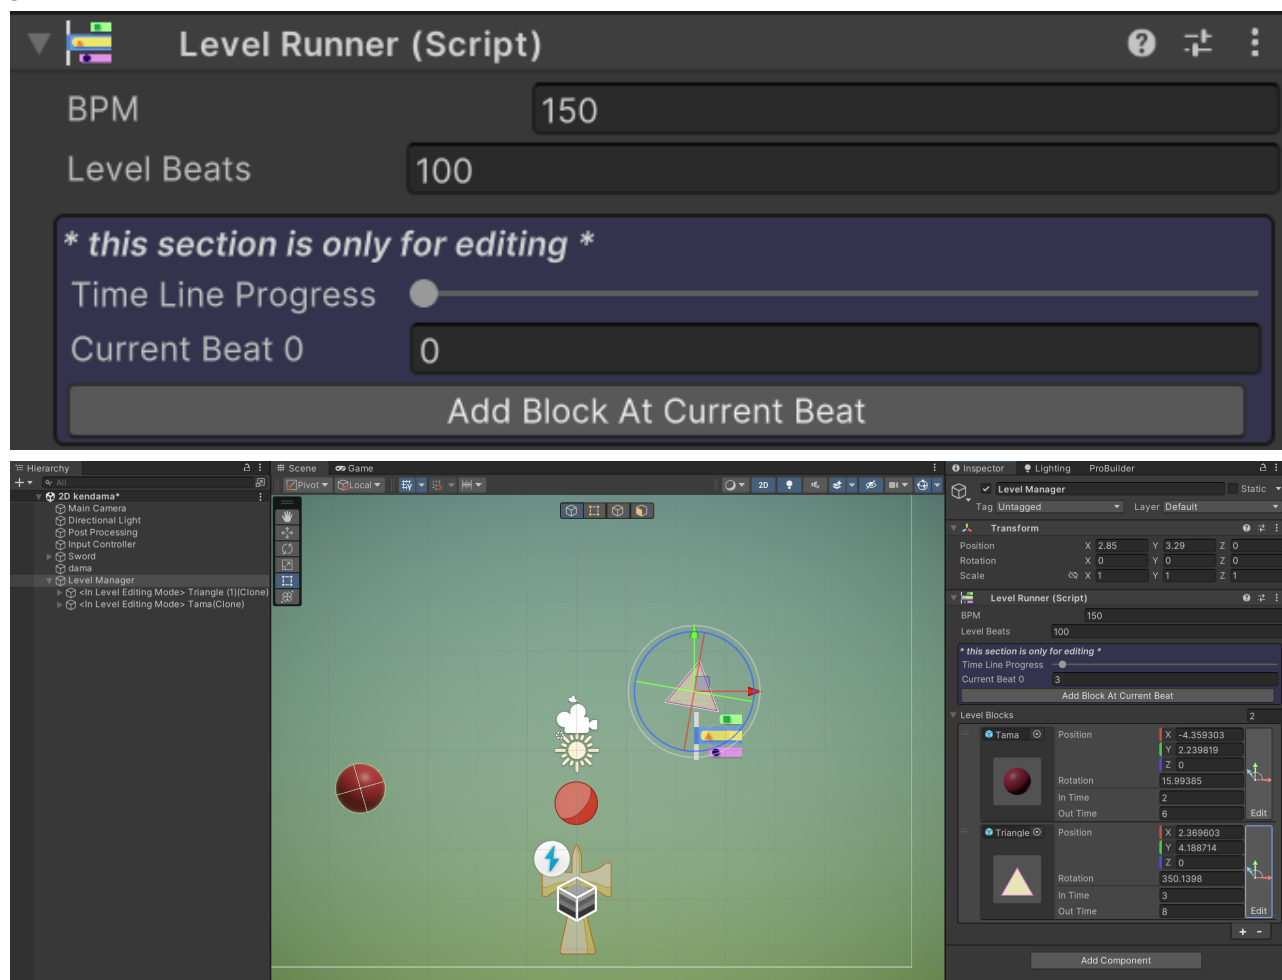 Level Runner (Script)
BPM 150
Level Beats 100
* this section is only for editing *
Time Line Progress
Current Beat 0 0
Add Block At Current Beat
Hierarchy
All
2D kendama*
Main Camera
Directional Light
Post Processing
Input Controller
Sword
dama
Level Manager
<In Level Editing Mode> Triangle (1)(Clone)
<In Level Editing Mode> Tama(Clone)
Scene Game
Pivot Local 2D
Inspector Lighting ProBuilder
Level Manager Static
Tag Untagged Layer Default
Transform
Position X 2.85 Y 3.29 Z 0
Rotation X 0 Y 0 Z 0
Scale X 1 Y 1 Z 1
Level Runner (Script)
BPM 150
Level Beats 100
* this section is only for editing *
Time Line Progress
Current Beat 0 3
Add Block At Current Beat
Level Blocks 2
Tama Position X -4.359303
Y 2.239819
Z 0
Rotation 15.99385
In Time 2
Out Time 6 Edit
Triangle Position X 2.369603
Y 4.188714
Z 0
Rotation 350.1398
In Time 3
Out Time 8 Edit
+ -
Add Component